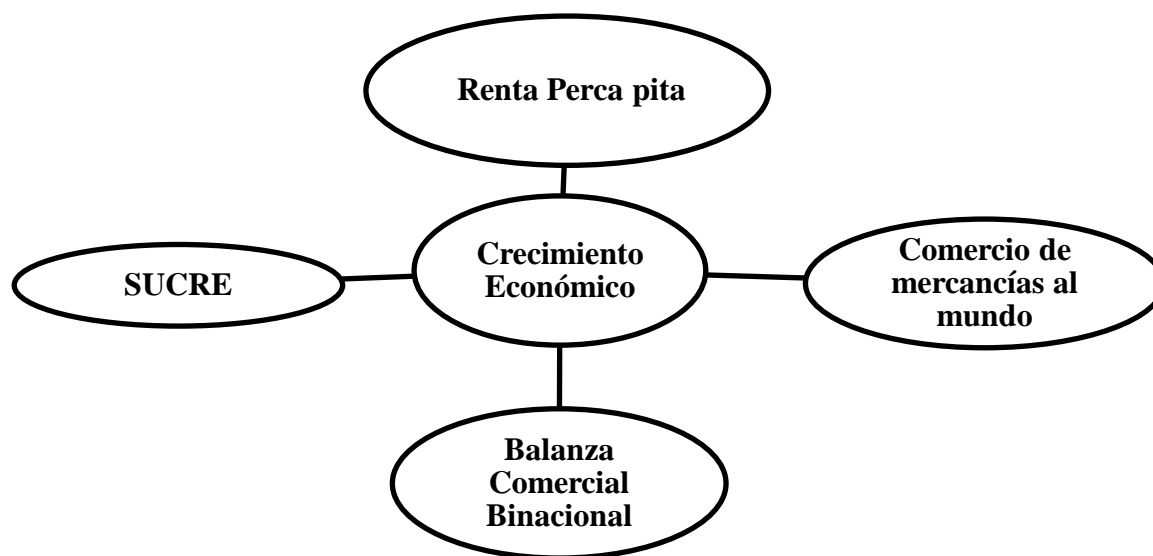 Renta Perca pita
SUCRE
Crecimiento
Económico
Comercio de
mercancías al
mundo
Balanza
Comercial
Binacional